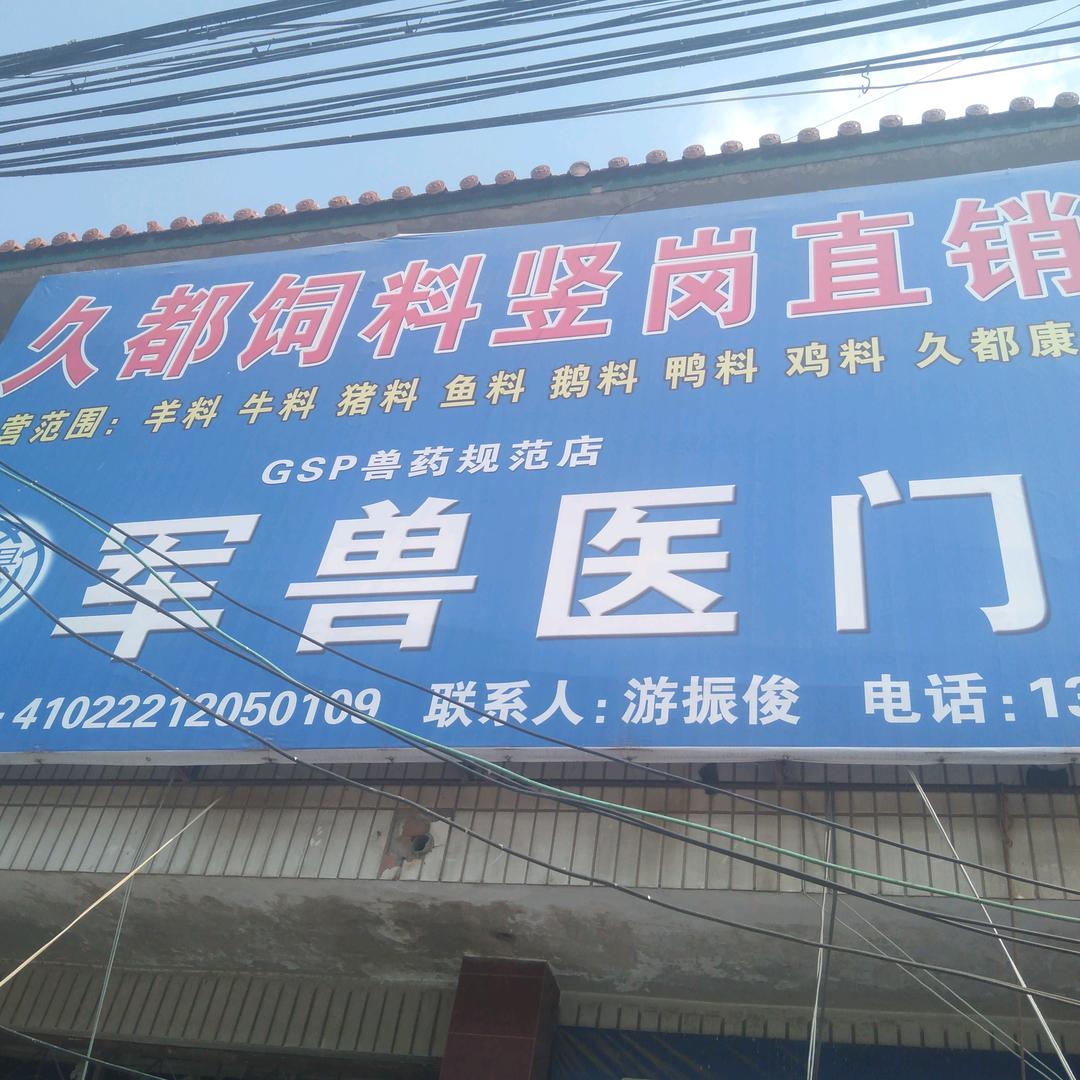 久都饲料竖岗直销
营范围：羊料 牛料 猪料 鱼料 鹅料 鸭料 鸡料 久都康
GSP兽药规范店
军兽医门
41022212050109 联系人：游振俊 电话：13